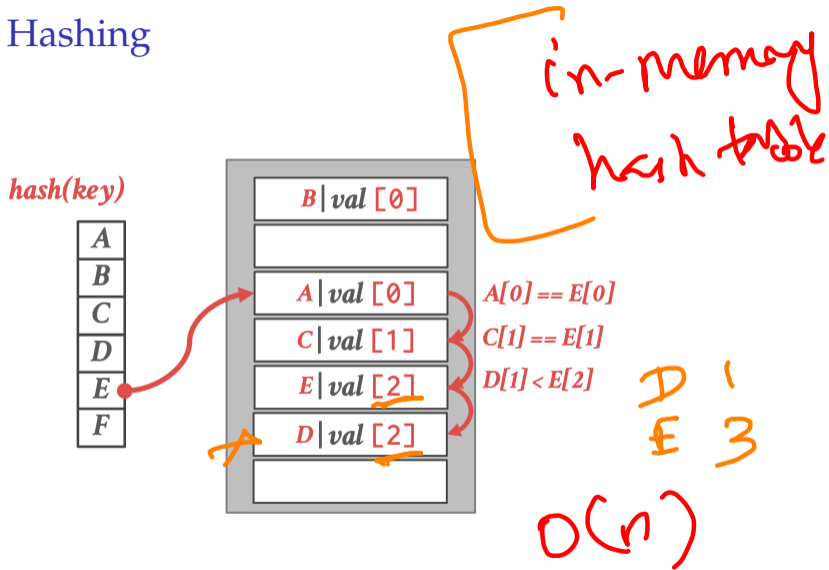 Hashing
in-memory
hash table
hash(key)
A
B
C
D
E
F
B|val [0]
A|val [0]
C|val [1]
E|val [2]
D|val [2]
A[0] == E[0]
C[1] == E[1]
D[1] < E[2]
D 1
E 3
O(n)